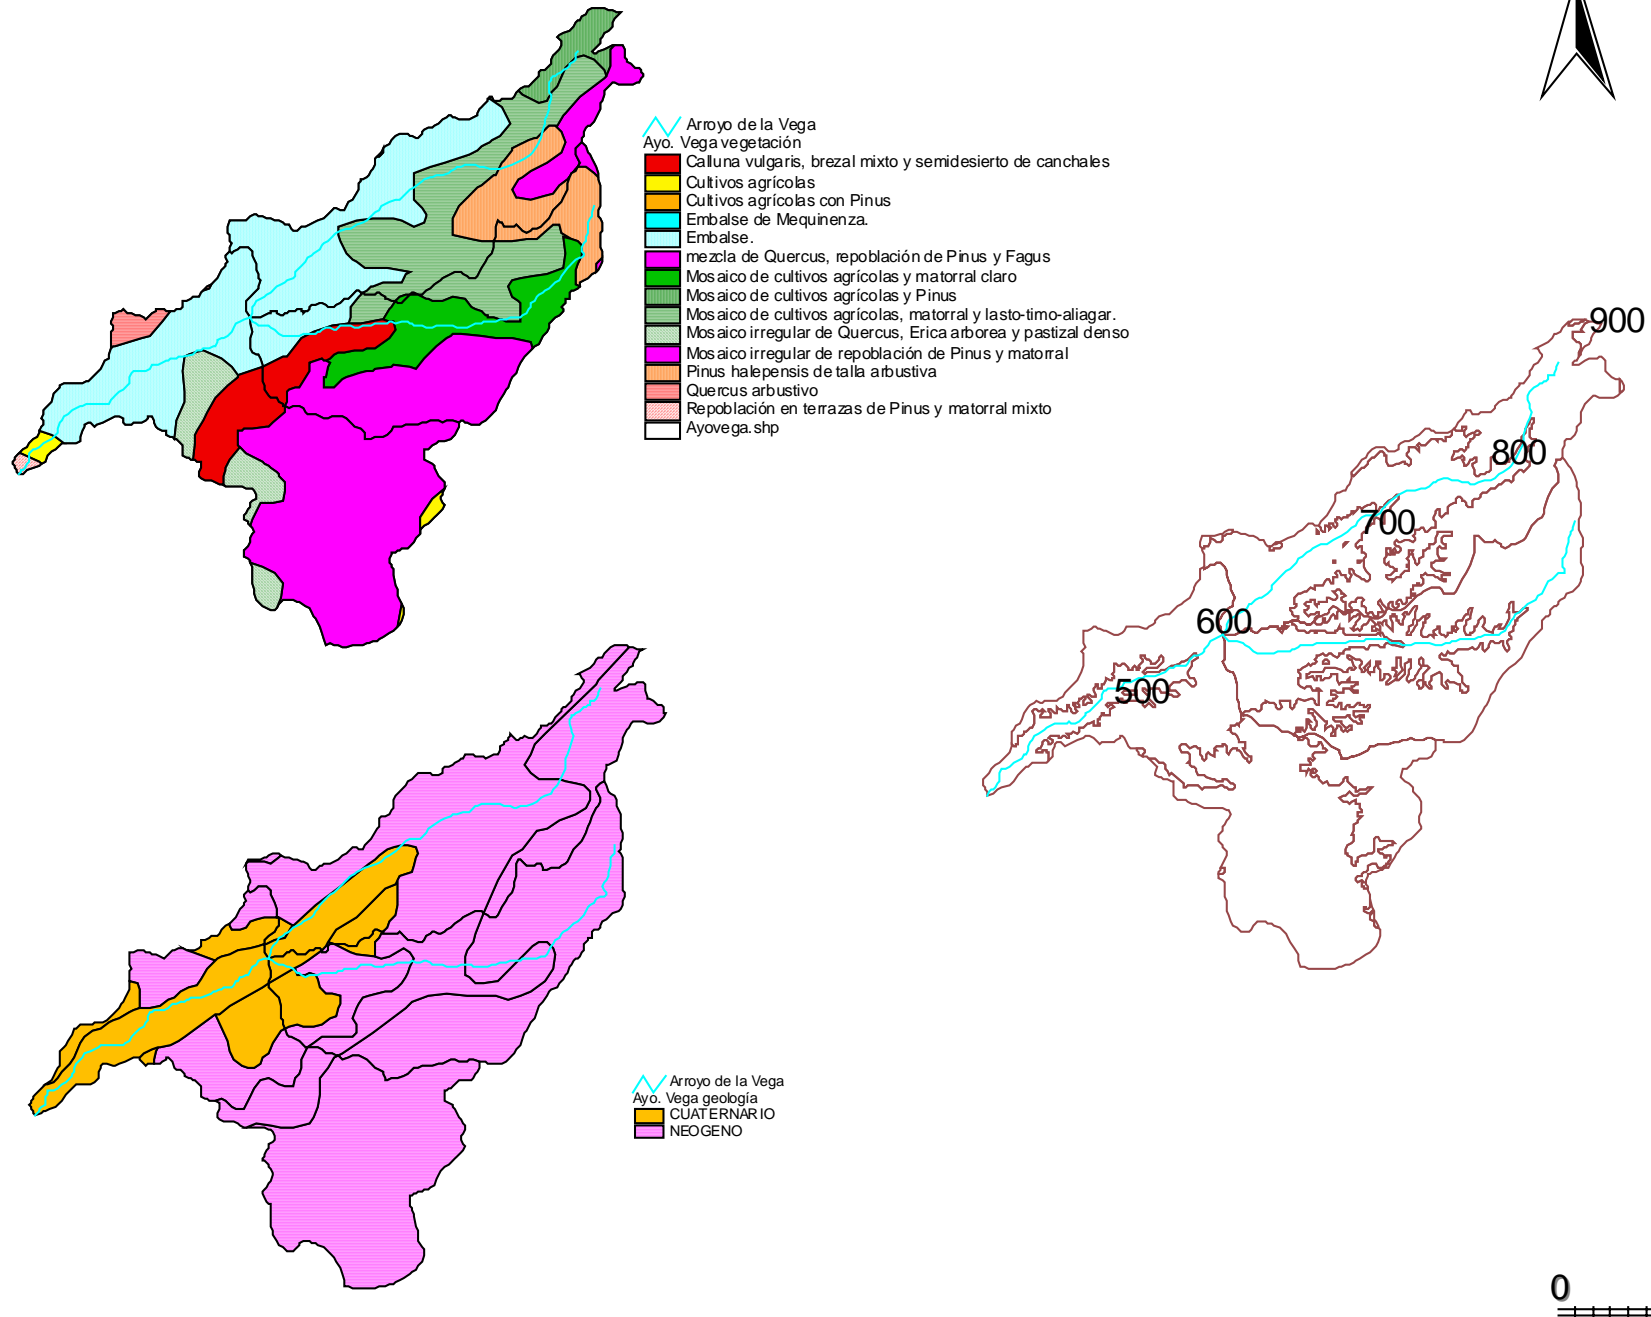 Arroyo de la Vega
Ayo. Vega vegetación
Calluna vulgaris, brezal mixto y semidesierto de canchales
Cultivos agrícolas
Cultivos agrícolas con Pinus
Embalse de Mequinenza.
Embalse.
mezcla de Quercus, repoblación de Pinus y Fagus
Mosaico de cultivos agrícolas y matorral claro
Mosaico de cultivos agrícolas y Pinus
Mosaico de cultivos agrícolas, matorral y lasto-timo-aliagar.
Mosaico irregular de Quercus, Erica arborea y pastizal denso
Mosaico irregular de repoblación de Pinus y matorral
Pinus halepensis de talla arbustiva
Quercus arbustivo
Repoblación en terrazas de Pinus y matorral mixto
Ayovega.shp
900
800
700
600
500
Arroyo de la Vega
Ayo. Vega geología
CUATERNARIO
NEOGENO
0